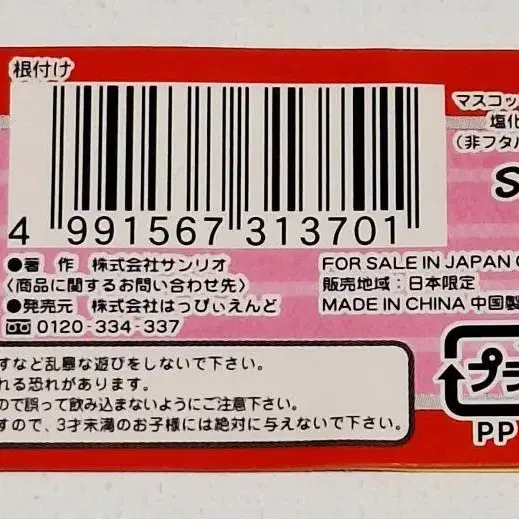 根付け
マスコッ
塩化
(非フタル
4 991567 313701
●著 作 株式会社サンリオ
〈商品に関するお問い合わせ先〉
●発売元 株式会社はっぴぃえんど
0120-334-337
FOR SALE IN JAPAN
販売地域:日本限定
MADE IN CHINA 中国製
すなど乱暴な遊びをしないで下さい。
れる恐れがあります。
ので誤って飲み込まないようにご注意下さい。
すので、3才未満のお子様には絶対に与えないで下さい。
プラ
PP